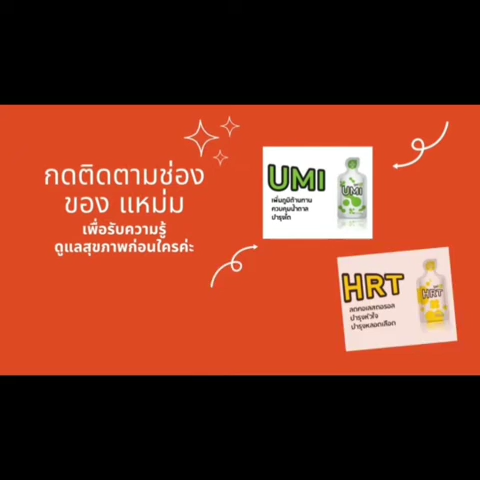 กดติดตามช่อง
ของ แหม่ม
เพื่อรับความรู้
ดูแลสุขภาพก่อนใครค่ะ
UMI
เพิ่มภูมิต้านทาน
ควบคุมน้ำตาล
บำรุงไต
UMI
HRT
ลดคอเลสเตอรอล
บำรุงหัวใจ
บำรุงหลอดเลือด
HRT